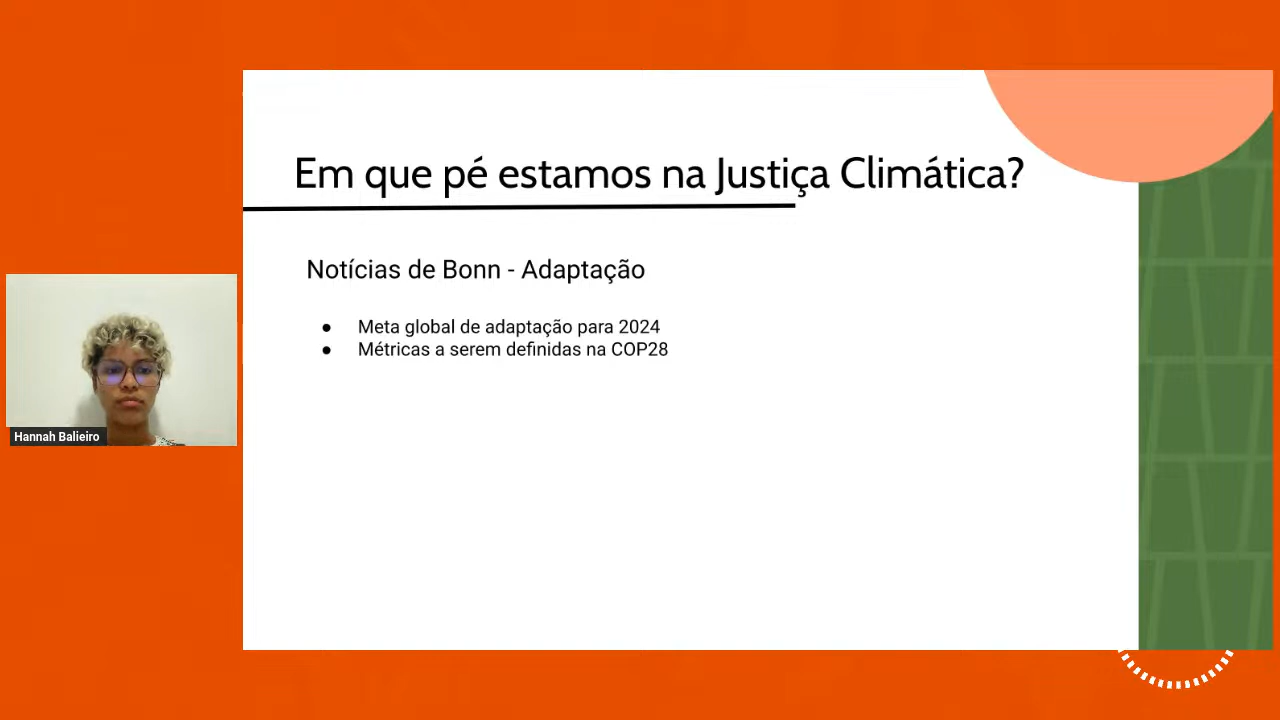 Em que pé estamos na Justiça Climática?
Notícias de Bonn - Adaptação
● Meta global de adaptação para 2024
● Métricas a serem definidas na COP28
Hannah Balieiro